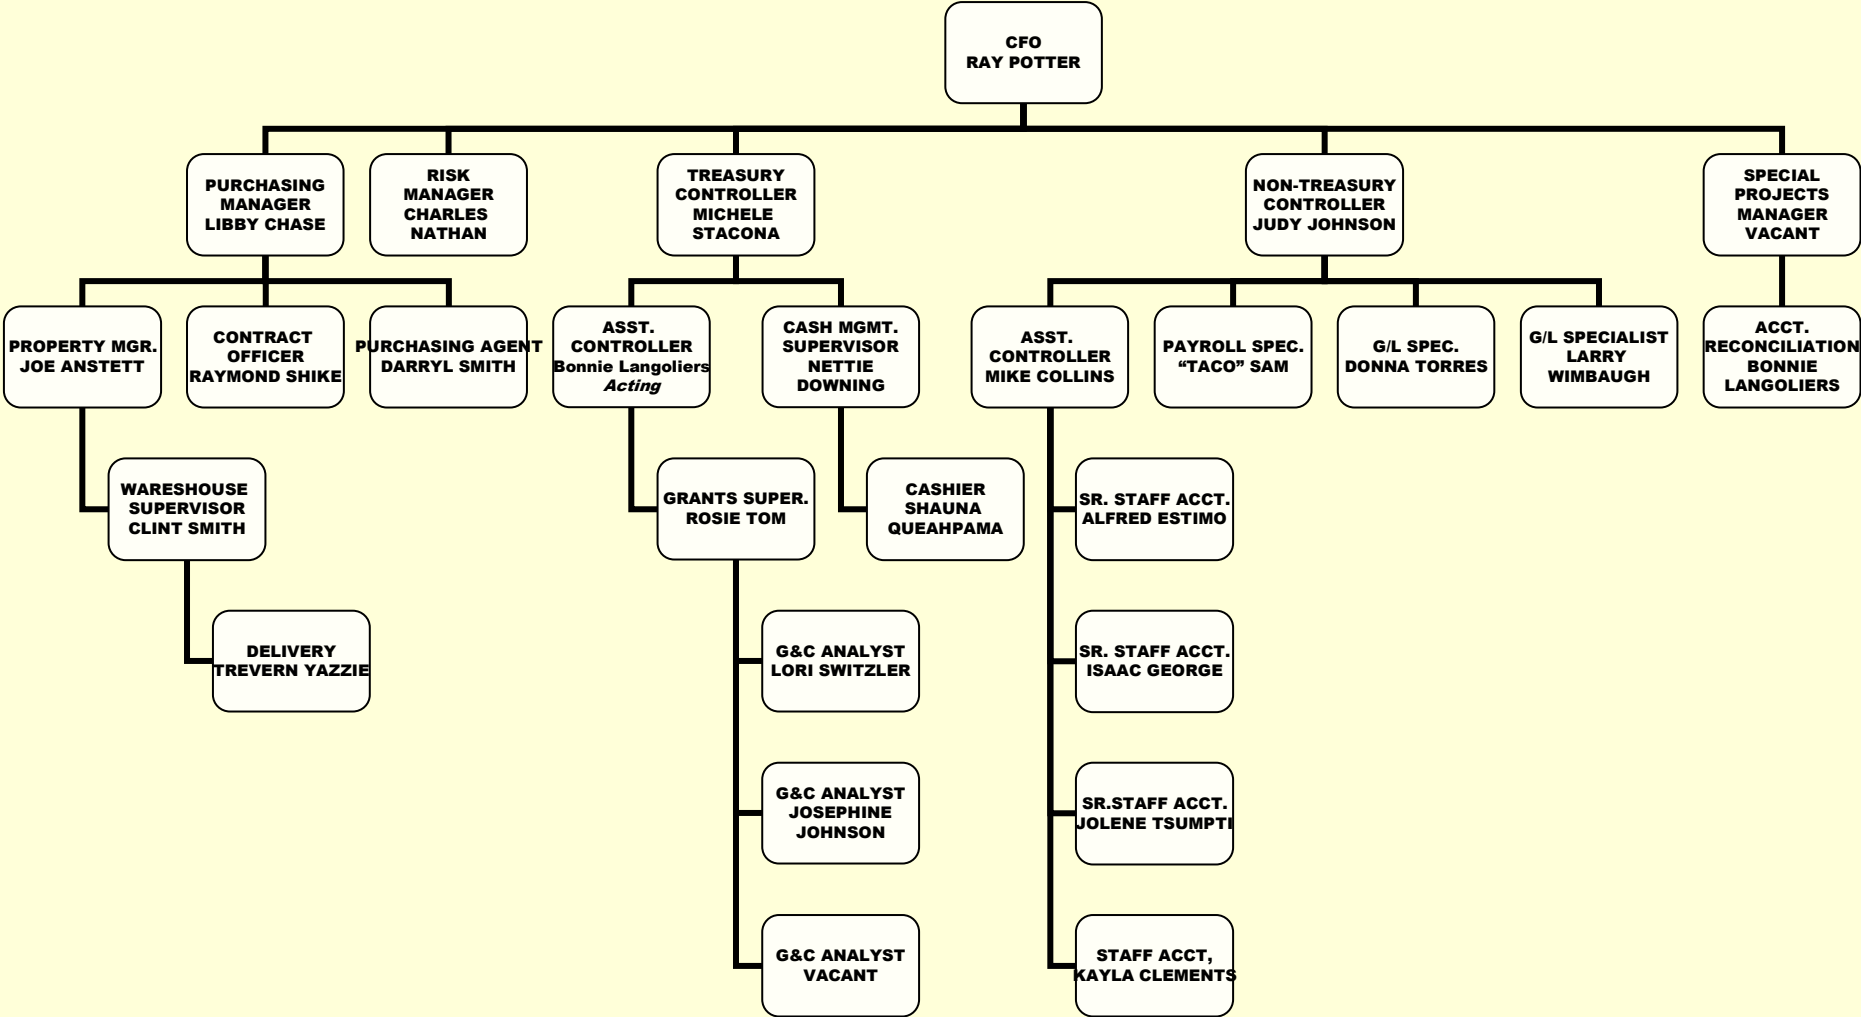 CFO
RAY POTTER
PURCHASING
MANAGER
LIBBY CHASE
RISK
MANAGER
CHARLES
NATHAN
TREASURY
CONTROLLER
MICHELE
STACONA
NON-TREASURY
CONTROLLER
JUDY JOHNSON
SPECIAL
PROJECTS
MANAGER
VACANT
PROPERTY MGR.
JOE ANSTETT
CONTRACT
OFFICER
RAYMOND SHIKE
PURCHASING AGENT
DARRYL SMITH
ASST.
CONTROLLER
Bonnie Langoliers
Acting
CASH MGMT.
SUPERVISOR
NETTIE
DOWNING
ASST.
CONTROLLER
MIKE COLLINS
PAYROLL SPEC.
“TACO” SAM
G/L SPEC.
DONNA TORRES
G/L SPECIALIST
LARRY
WIMBAUGH
ACCT.
RECONCILIATION
BONNIE
LANGOLIERS
WARESHOUSE
SUPERVISOR
CLINT SMITH
GRANTS SUPER.
ROSIE TOM
CASHIER
SHAUNA
QUEAHPAMA
SR. STAFF ACCT.
ALFRED ESTIMO
DELIVERY
TREVERN YAZZIE
G&C ANALYST
LORI SWITZLER
SR. STAFF ACCT.
ISAAC GEORGE
G&C ANALYST
JOSEPHINE
JOHNSON
SR.STAFF ACCT.
JOLENE TSUMPTI
G&C ANALYST
VACANT
STAFF ACCT,
KAYLA CLEMENTS